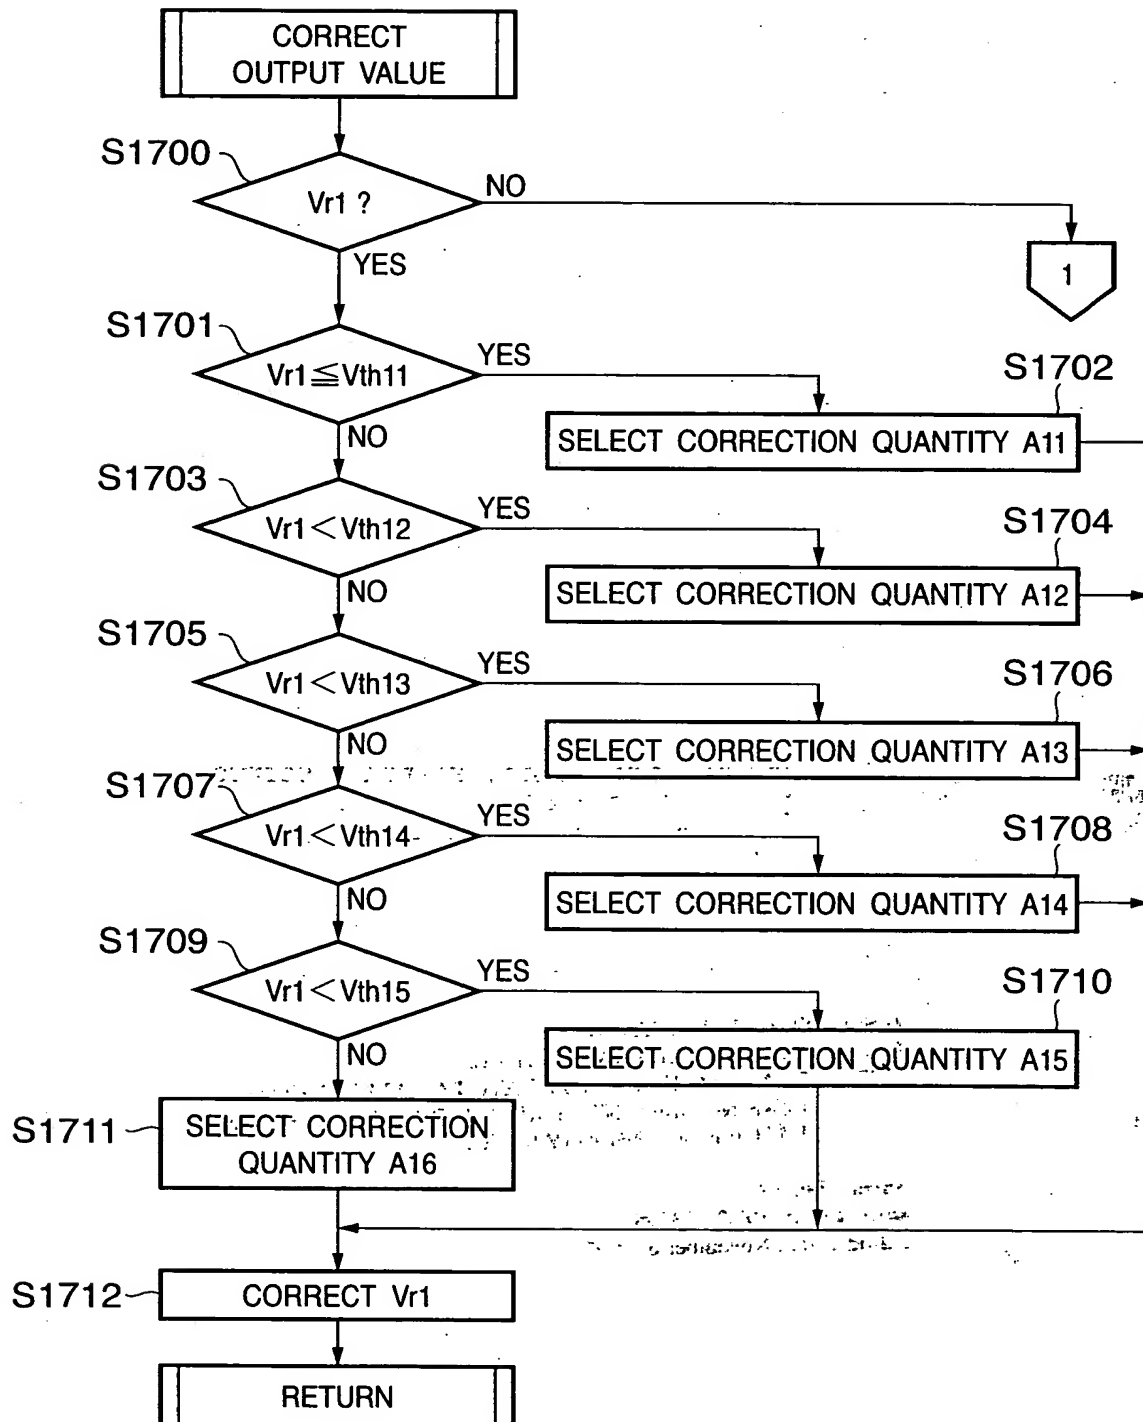 CORRECT
OUTPUT VALUE
S1700
Vr1 ?
NO
YES
1
S1701
Vr1≦Vth11
YES
S1702
SELECT CORRECTION QUANTITY A11
NO
S1703
Vr1<Vth12
YES
S1704
SELECT CORRECTION QUANTITY A12
NO
S1705
Vr1<Vth13
YES
S1706
SELECT CORRECTION QUANTITY A13
NO
S1707
Vr1<Vth14
YES
S1708
SELECT CORRECTION QUANTITY A14
NO
S1709
Vr1<Vth15
YES
S1710
SELECT CORRECTION QUANTITY A15
NO
S1711
SELECT CORRECTION
QUANTITY A16
S1712
CORRECT Vr1
RETURN